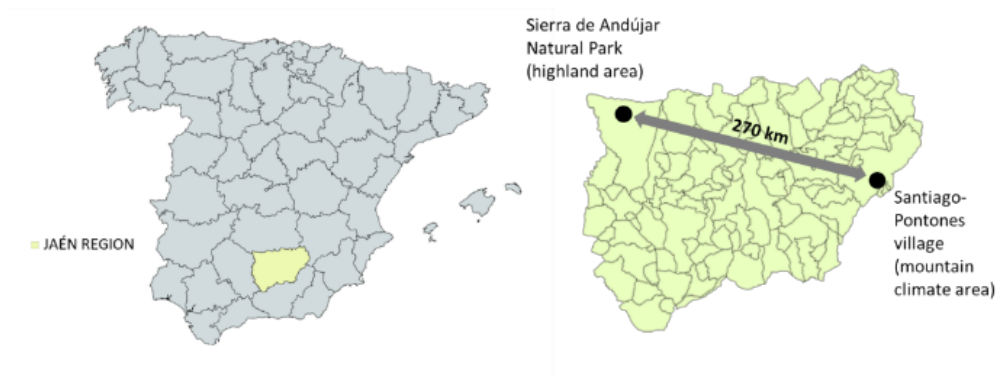 JAÉN REGION
Sierra de Andújar
Natural Park
(highland area)
270 km
Santiago-
Pontones
village
(mountain
climate area)